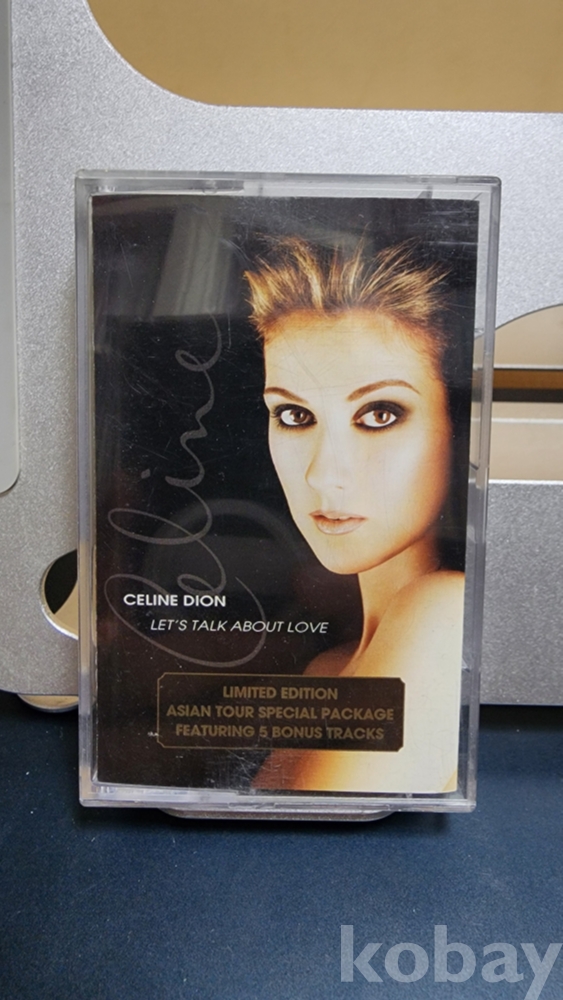 Celine
CELINE DION
LET'S TALK ABOUT LOVE
LIMITED EDITION
ASIAN TOUR SPECIAL PACKAGE
FEATURING 5 BONUS TRACKS
kobay